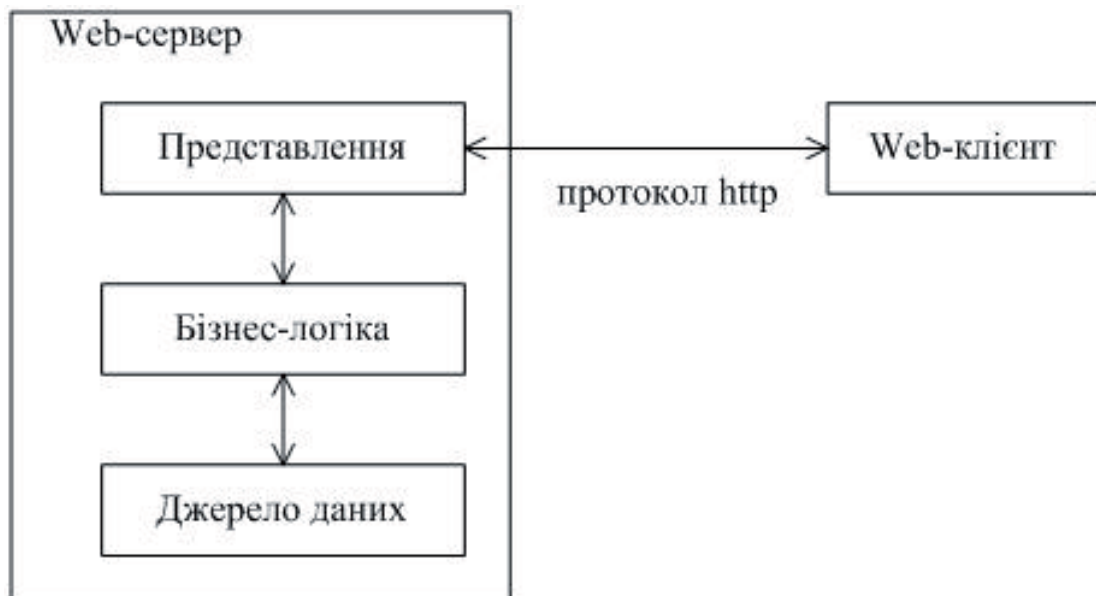 Web-сервер
Представлення
Web-клієнт
протокол http
Бізнес-логіка
Джерело даних